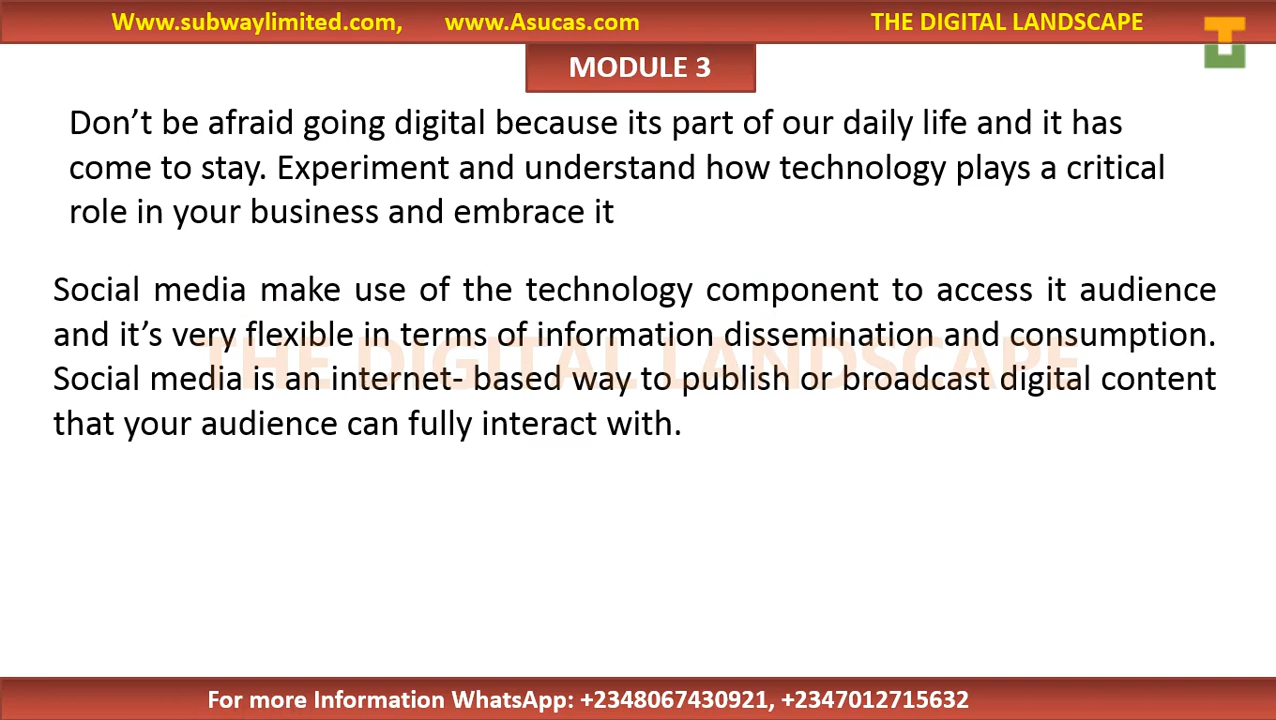 Www.subwaylimited.com, www.Asucas.com THE DIGITAL LANDSCAPE
MODULE 3
Don’t be afraid going digital because its part of our daily life and it has
come to stay. Experiment and understand how technology plays a critical
role in your business and embrace it
Social media make use of the technology component to access it audience
and it’s very flexible in terms of information dissemination and consumption.
THE DIGITAL LANDSCAPE
Social media is an internet- based way to publish or broadcast digital content
that your audience can fully interact with.
For more Information WhatsApp: +2348067430921, +2347012715632